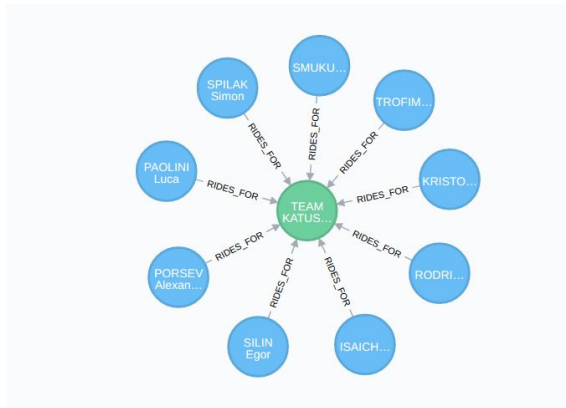 SMUKU…
SPILAK
Simon
TROFIM…
RIDES_FOR
RIDES_FOR
RIDES_FOR
PAOLINI
Luca
RIDES_FOR
KRISTO…
RIDES_FOR
TEAM
KATUS…
RIDES_FOR
RIDES_FOR
PORSEV
Alexan…
RODRI…
RIDES_FOR
RIDES_FOR
SILIN
Egor
ISAICH…